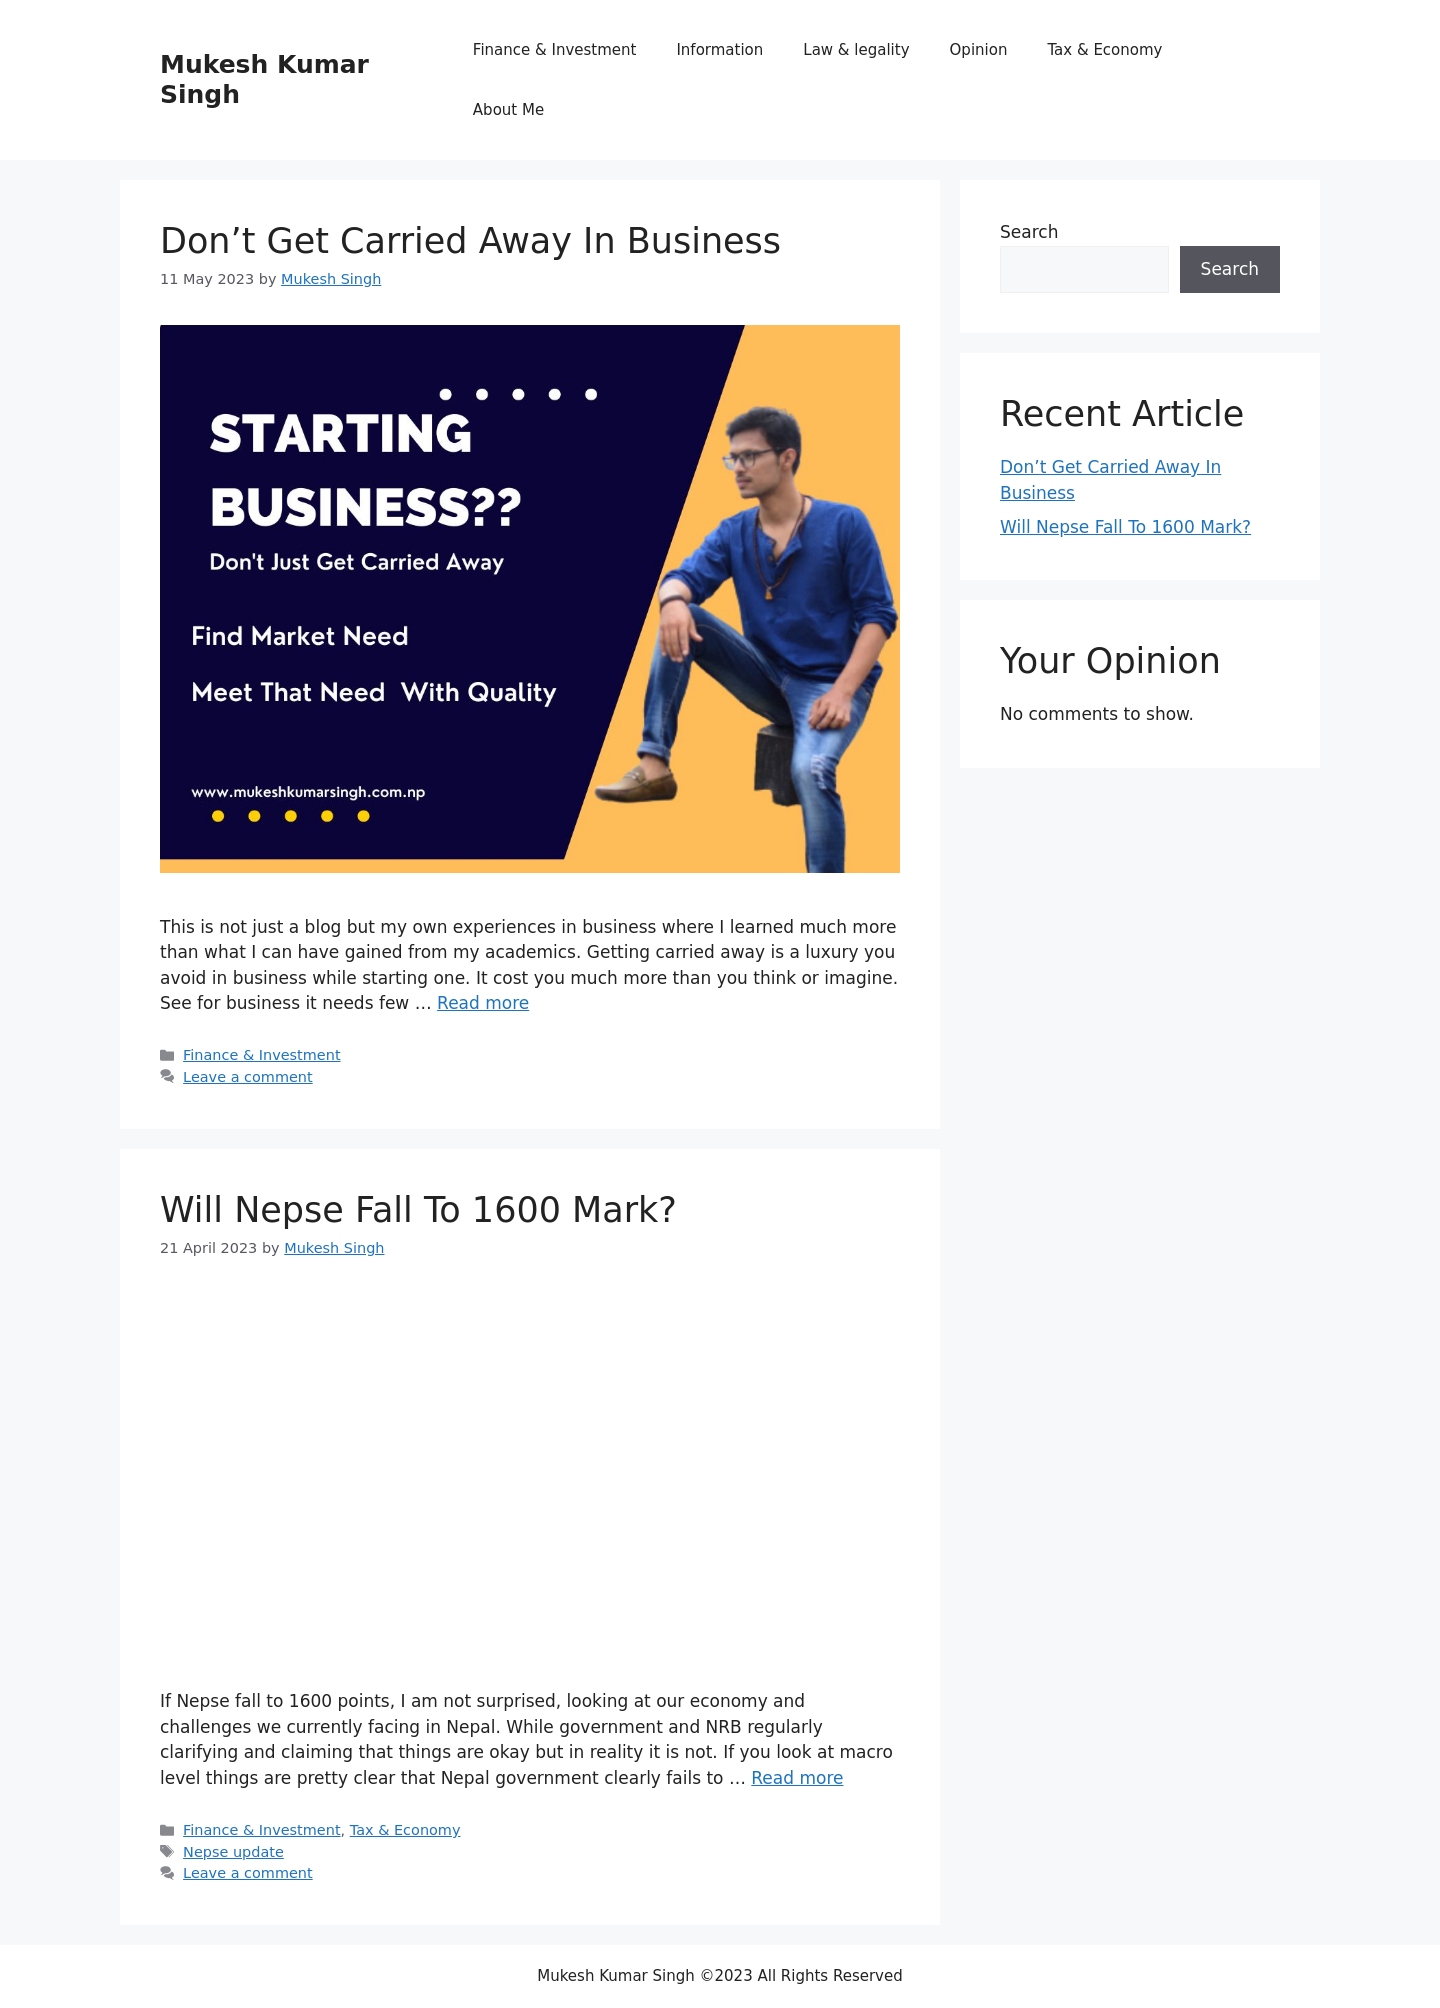 Mukesh Kumar
Singh
Finance & Investment
Information
Law & legality
Opinion
Tax & Economy
About Me
Don’t Get Carried Away In Business
11 May 2023 by Mukesh Singh
STARTING
BUSINESS??
Don't Just Get Carried Away
Find Market Need
Meet That Need With Quality
www.mukeshkumarsingh.com.np
This is not just a blog but my own experiences in business where I learned much more
than what I can have gained from my academics. Getting carried away is a luxury you
avoid in business while starting one. It cost you much more than you think or imagine.
See for business it needs few … Read more
Finance & Investment
Leave a comment
Will Nepse Fall To 1600 Mark?
21 April 2023 by Mukesh Singh
If Nepse fall to 1600 points, I am not surprised, looking at our economy and
challenges we currently facing in Nepal. While government and NRB regularly
clarifying and claiming that things are okay but in reality it is not. If you look at macro
level things are pretty clear that Nepal government clearly fails to … Read more
Finance & Investment, Tax & Economy
Nepse update
Leave a comment
Search
Search
Recent Article
Don’t Get Carried Away In
Business
Will Nepse Fall To 1600 Mark?
Your Opinion
No comments to show.
Mukesh Kumar Singh ©2023 All Rights Reserved